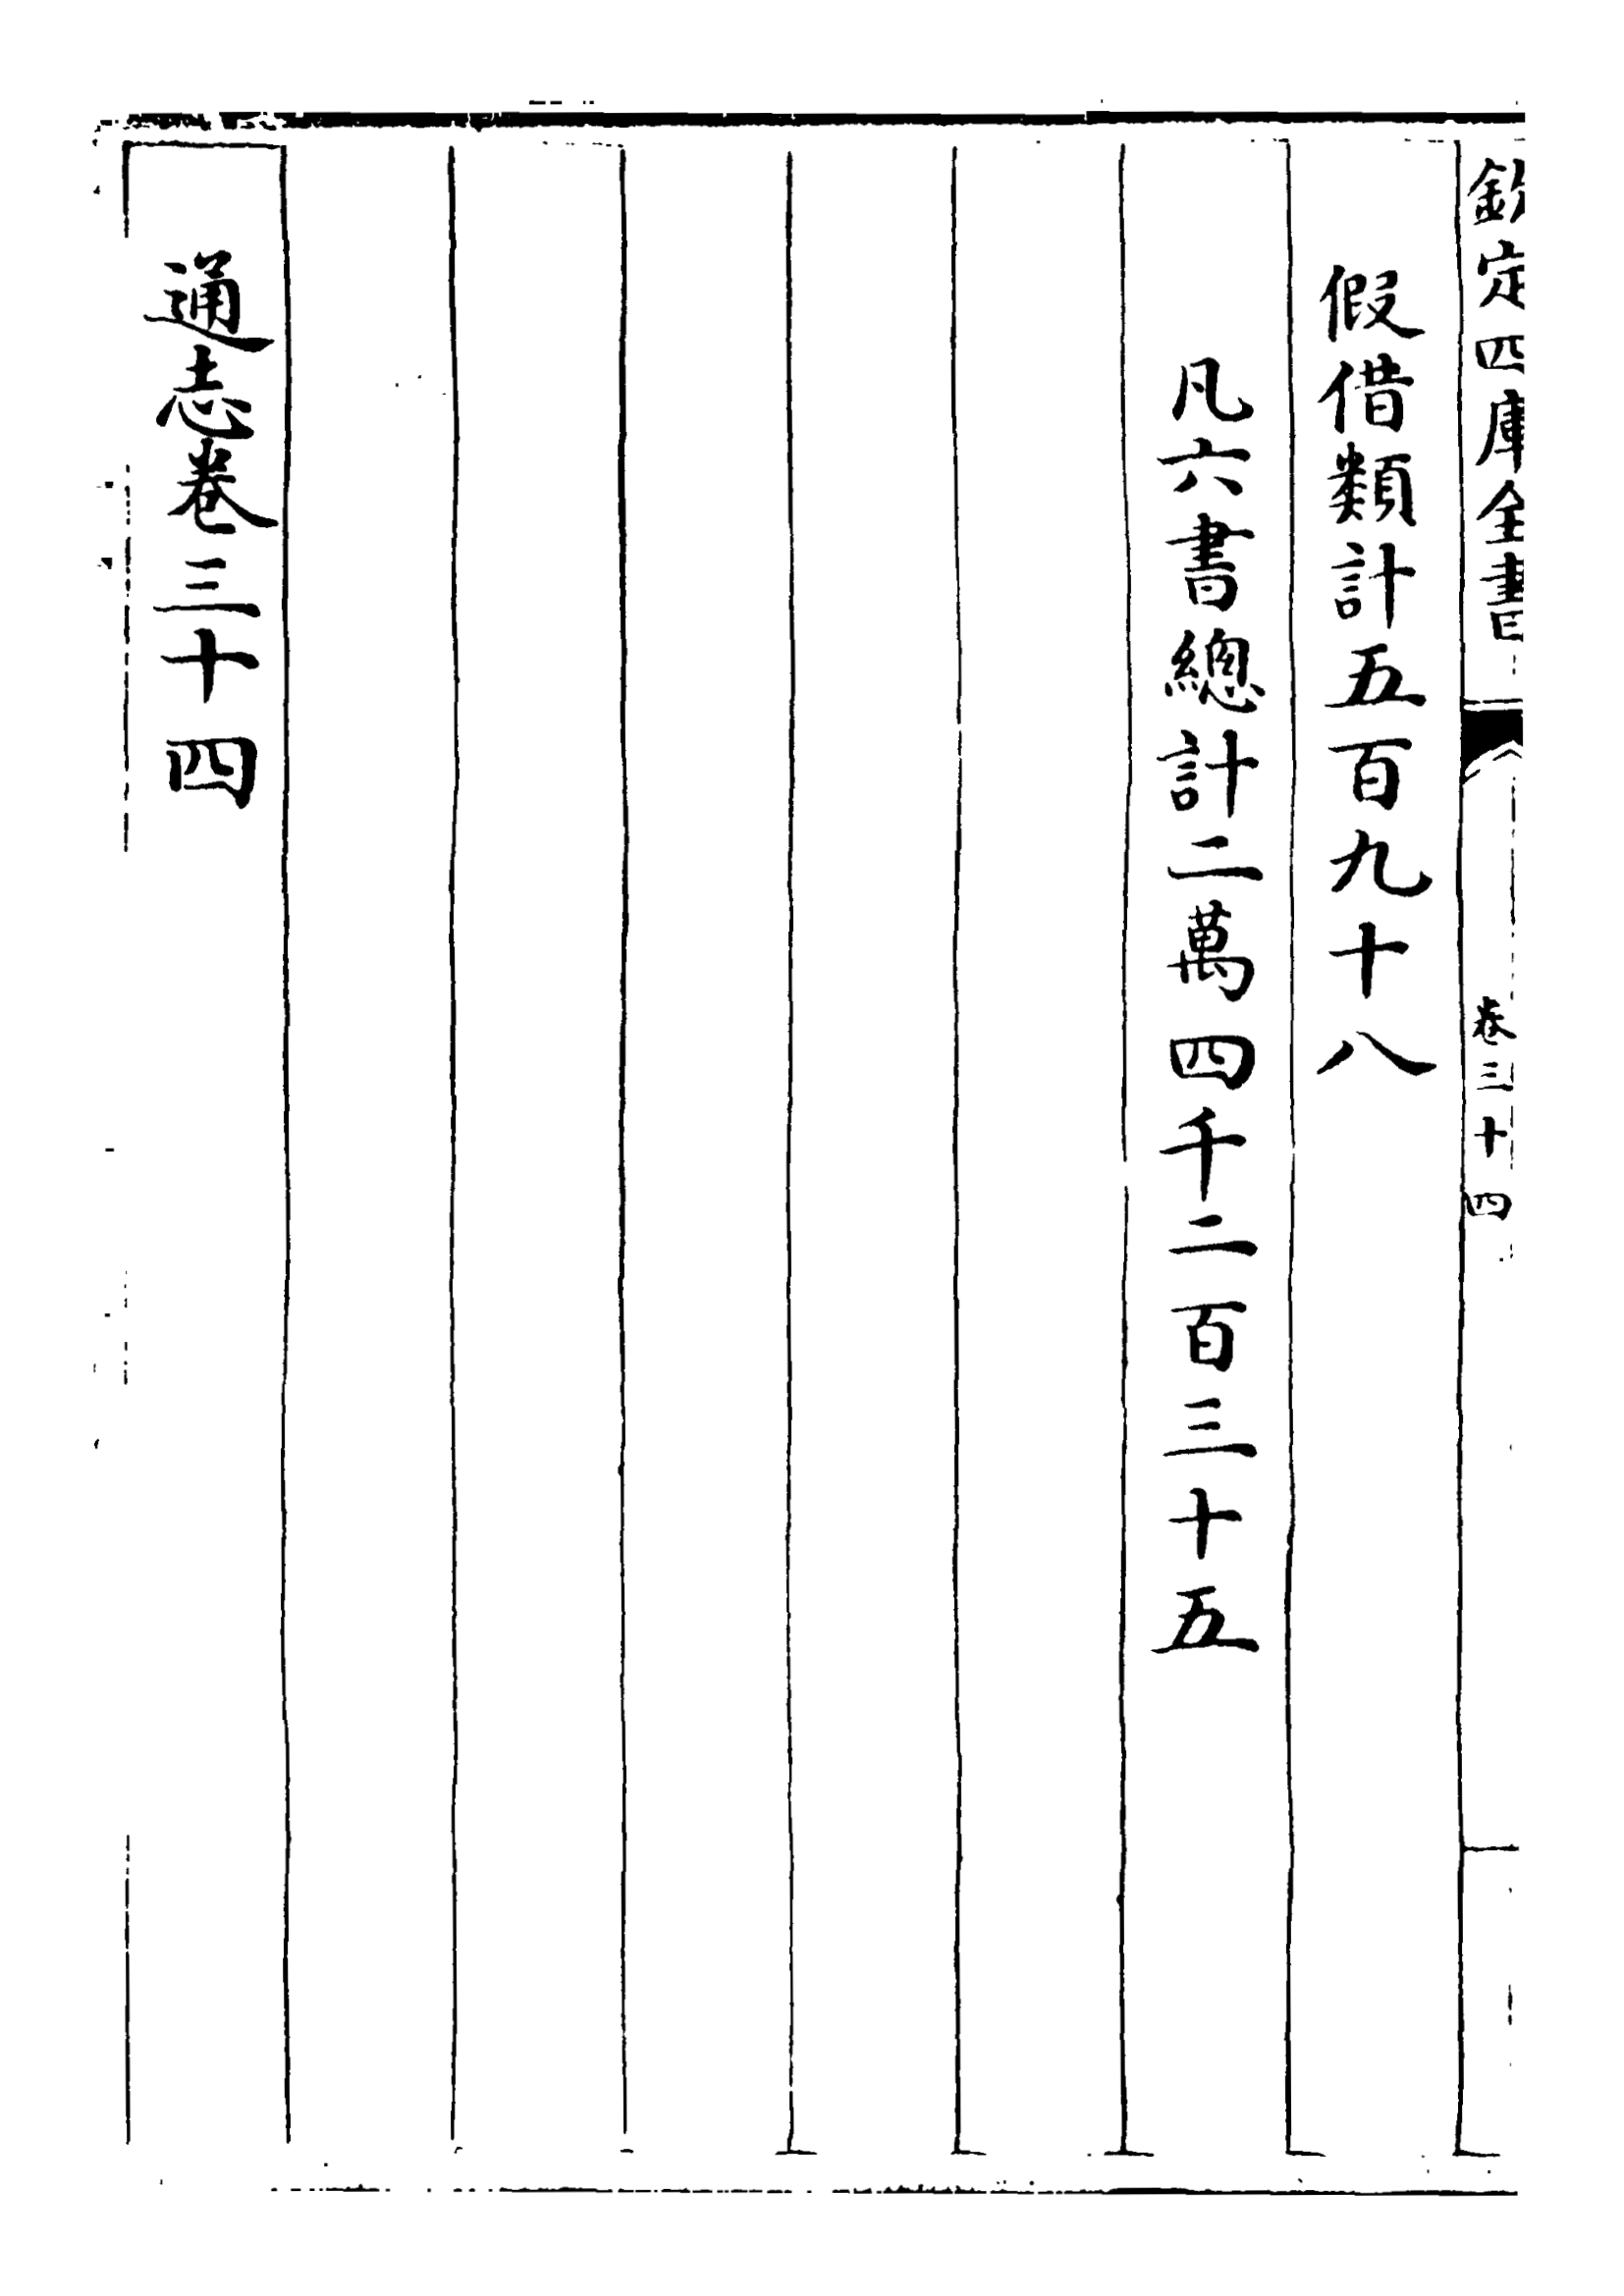 欽定四庫全書
卷三十四
假借類計五百九十八
凡六書總計二萬四千二百三十五
通志卷三十四